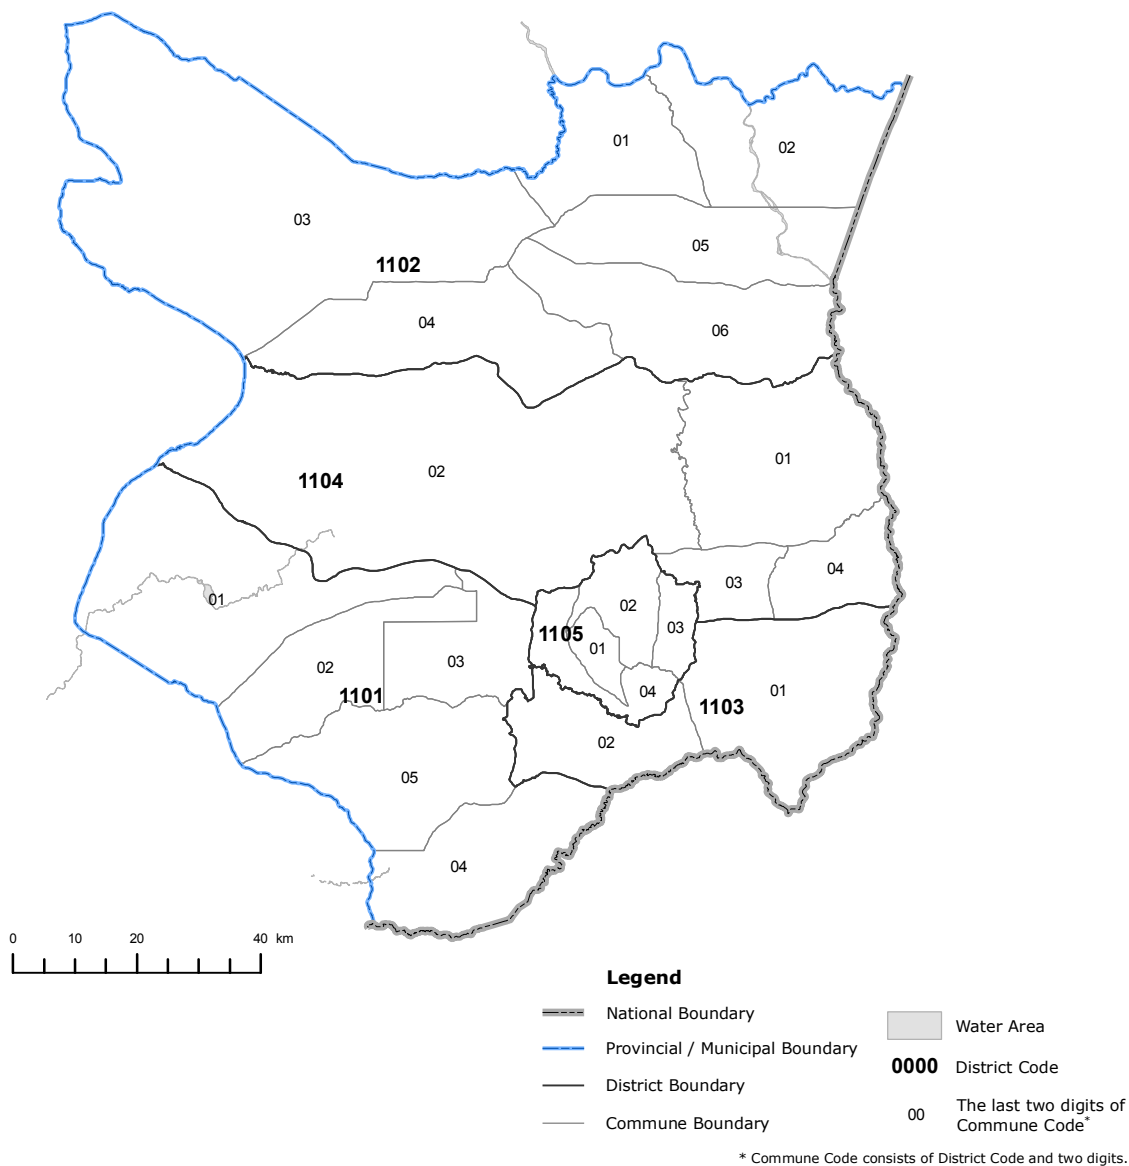 01
02
03
05
1102
04
06
01
02
1104
04
03
01
02
1105
03
01
03
02
04
01
1101
1103
02
05
04
0 10 20 40 km
Legend
National Boundary
Provincial / Municipal Boundary
District Boundary
Commune Boundary
Water Area
0000 District Code
00 The last two digits of
Commune Code*
* Commune Code consists of District Code and two digits.